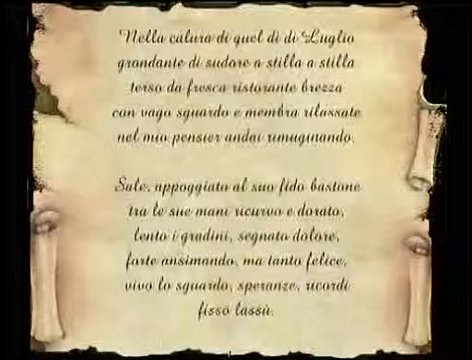 Nella calura di quel dì di Luglio
grondante di sudore a stilla a stilla
terso da fresca ristorante brezza
con vago sguardo e membra rilassate
nel mio pensier andai rimuginando.
Sale, appoggiato al suo fido bastone
tra le sue mani ricurvo e dorato,
lento i gradini, segnato dolore,
forte ansimando, ma tanto felice,
vivo lo sguardo, speranze, ricordi
fisso lassù.